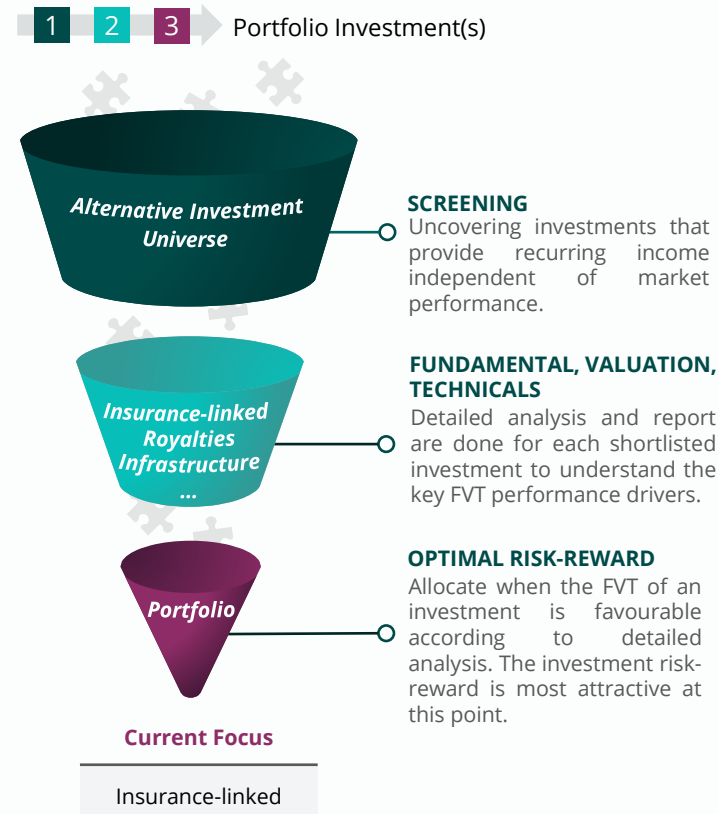 1 2 3 Portfolio Investment(s)
Alternative Investment
Universe
SCREENING
Uncovering investments that
provide recurring income
independent of market
performance.
Insurance-linked
Royalties
Infrastructure
...
FUNDAMENTAL, VALUATION,
TECHNICALS
Detailed analysis and report
are done for each shortlisted
investment to understand the
key FVT performance drivers.
Portfolio
OPTIMAL RISK-REWARD
Allocate when the FVT of an
investment is favourable
according to detailed
analysis. The investment risk-
reward is most attractive at
this point.
Current Focus
Insurance-linked